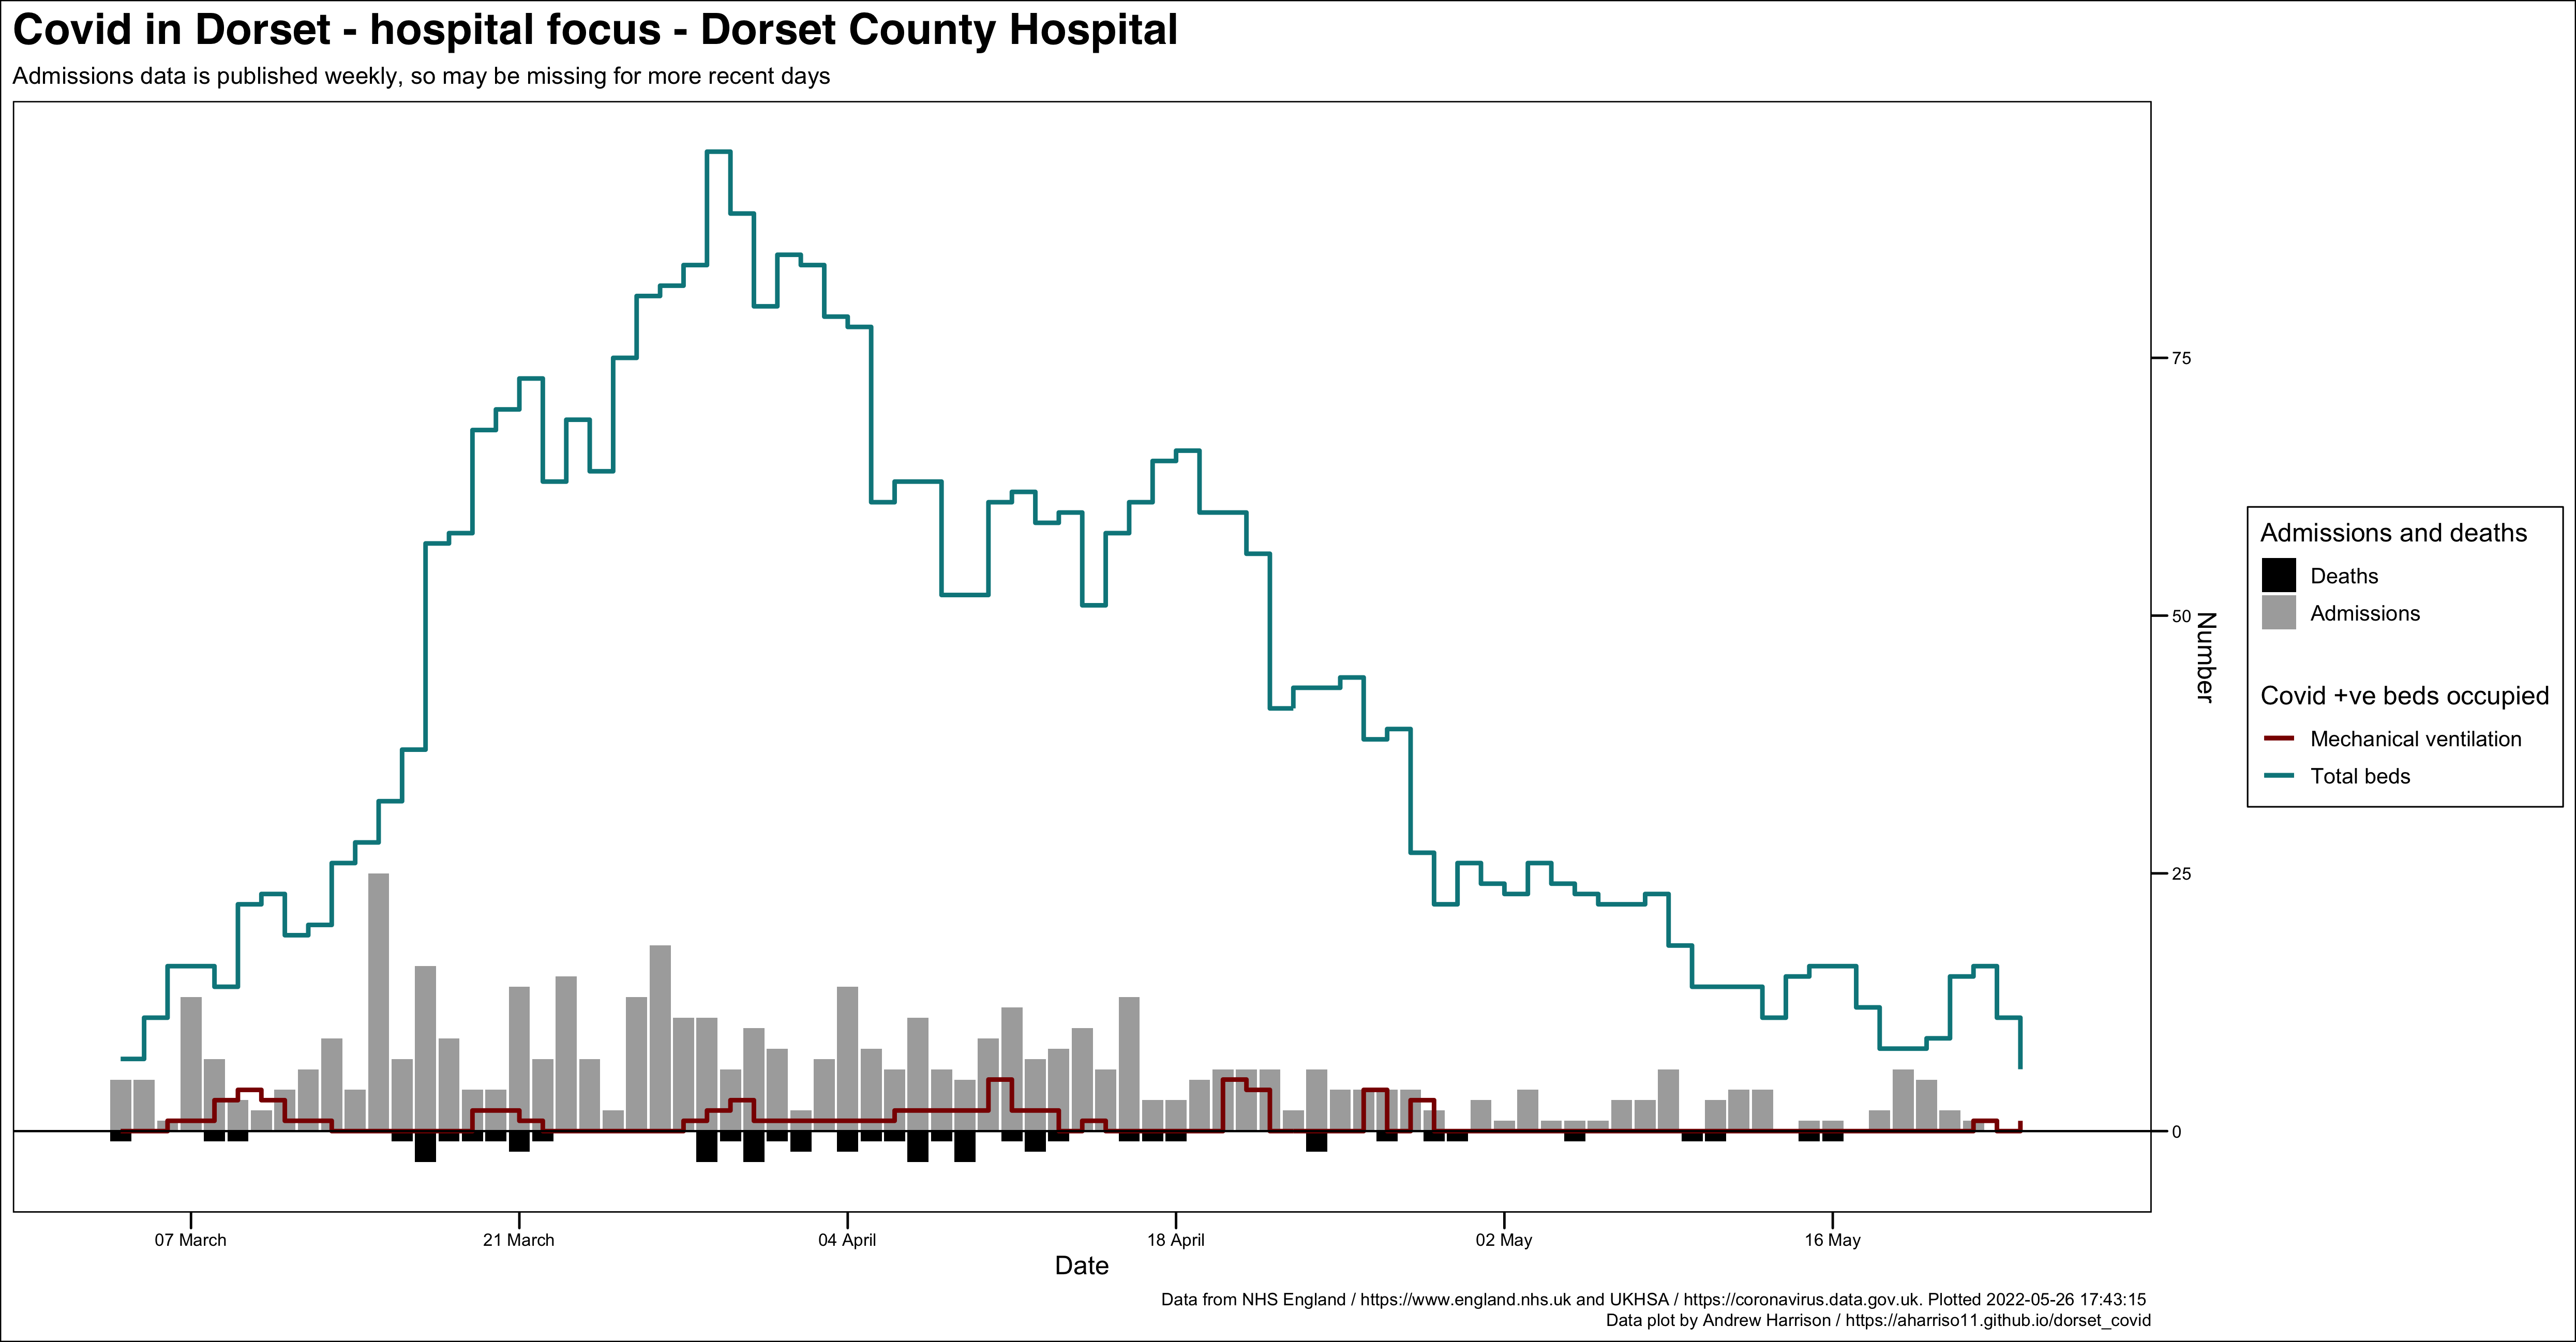 Covid in Dorset - hospital focus - Dorset County Hospital
Admissions data is published weekly, so may be missing for more recent days
75
50
25
0
Number
Admissions and deaths
Deaths
Admissions
Covid +ve beds occupied
Mechanical ventilation
Total beds
07 March
21 March
04 April
18 April
02 May
16 May
Date
Data from NHS England / https://www.england.nhs.uk and UKHSA / https://coronavirus.data.gov.uk. Plotted 2022-05-26 17:43:15
Data plot by Andrew Harrison / https://aharriso11.github.io/dorset_covid